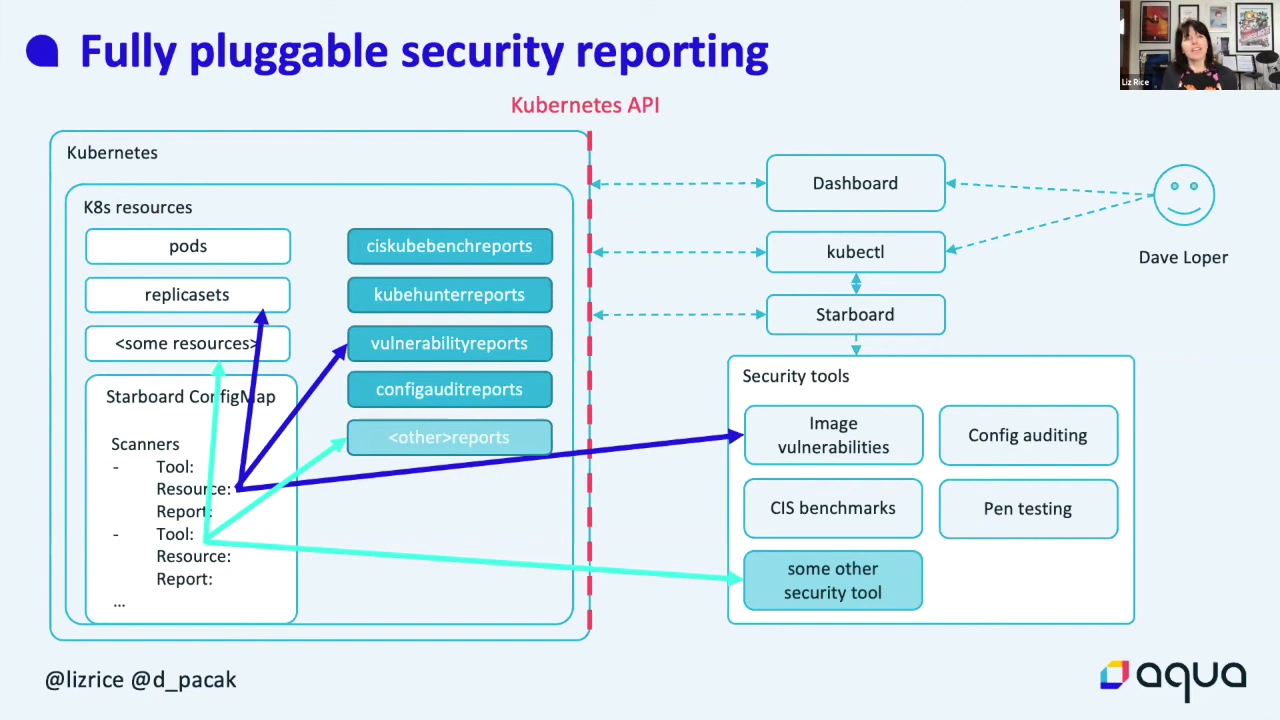 Fully pluggable security reporting
Liz Rice
Kubernetes API
Kubernetes
K8s resources
pods
replicasets
<some resources>
Starboard ConfigMap
Scanners
- Tool:
Resource:
Report:
- Tool:
Resource:
Report:
...
ciskubebenchreports
kubehunterreports
vulnerabilityreports
configauditreports
<other>reports
Dashboard
kubectl
Starboard
Dave Loper
Security tools
Image
vulnerabilities
Config auditing
CIS benchmarks
Pen testing
some other
security tool
@lizrice @d_pacak
aqua